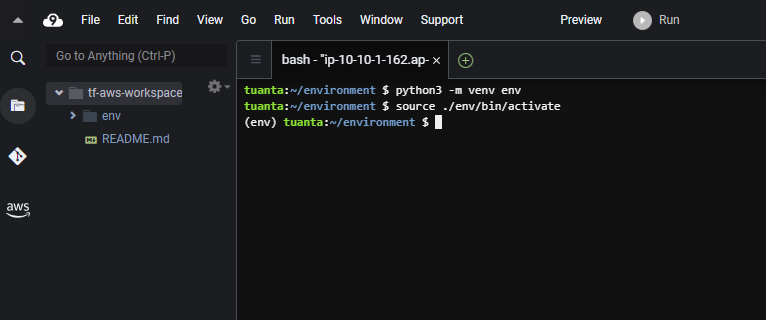 9 File Edit Find View Go Run Tools Window Support Preview Run
Go to Anything (Ctrl-P)
bash - "ip-10-10-1-162.ap-
tf-aws-workspace
env
README.md
aws
tuanta:~/environment $ python3 -m venv env
tuanta:~/environment $ source ./env/bin/activate
(env) tuanta:~/environment $